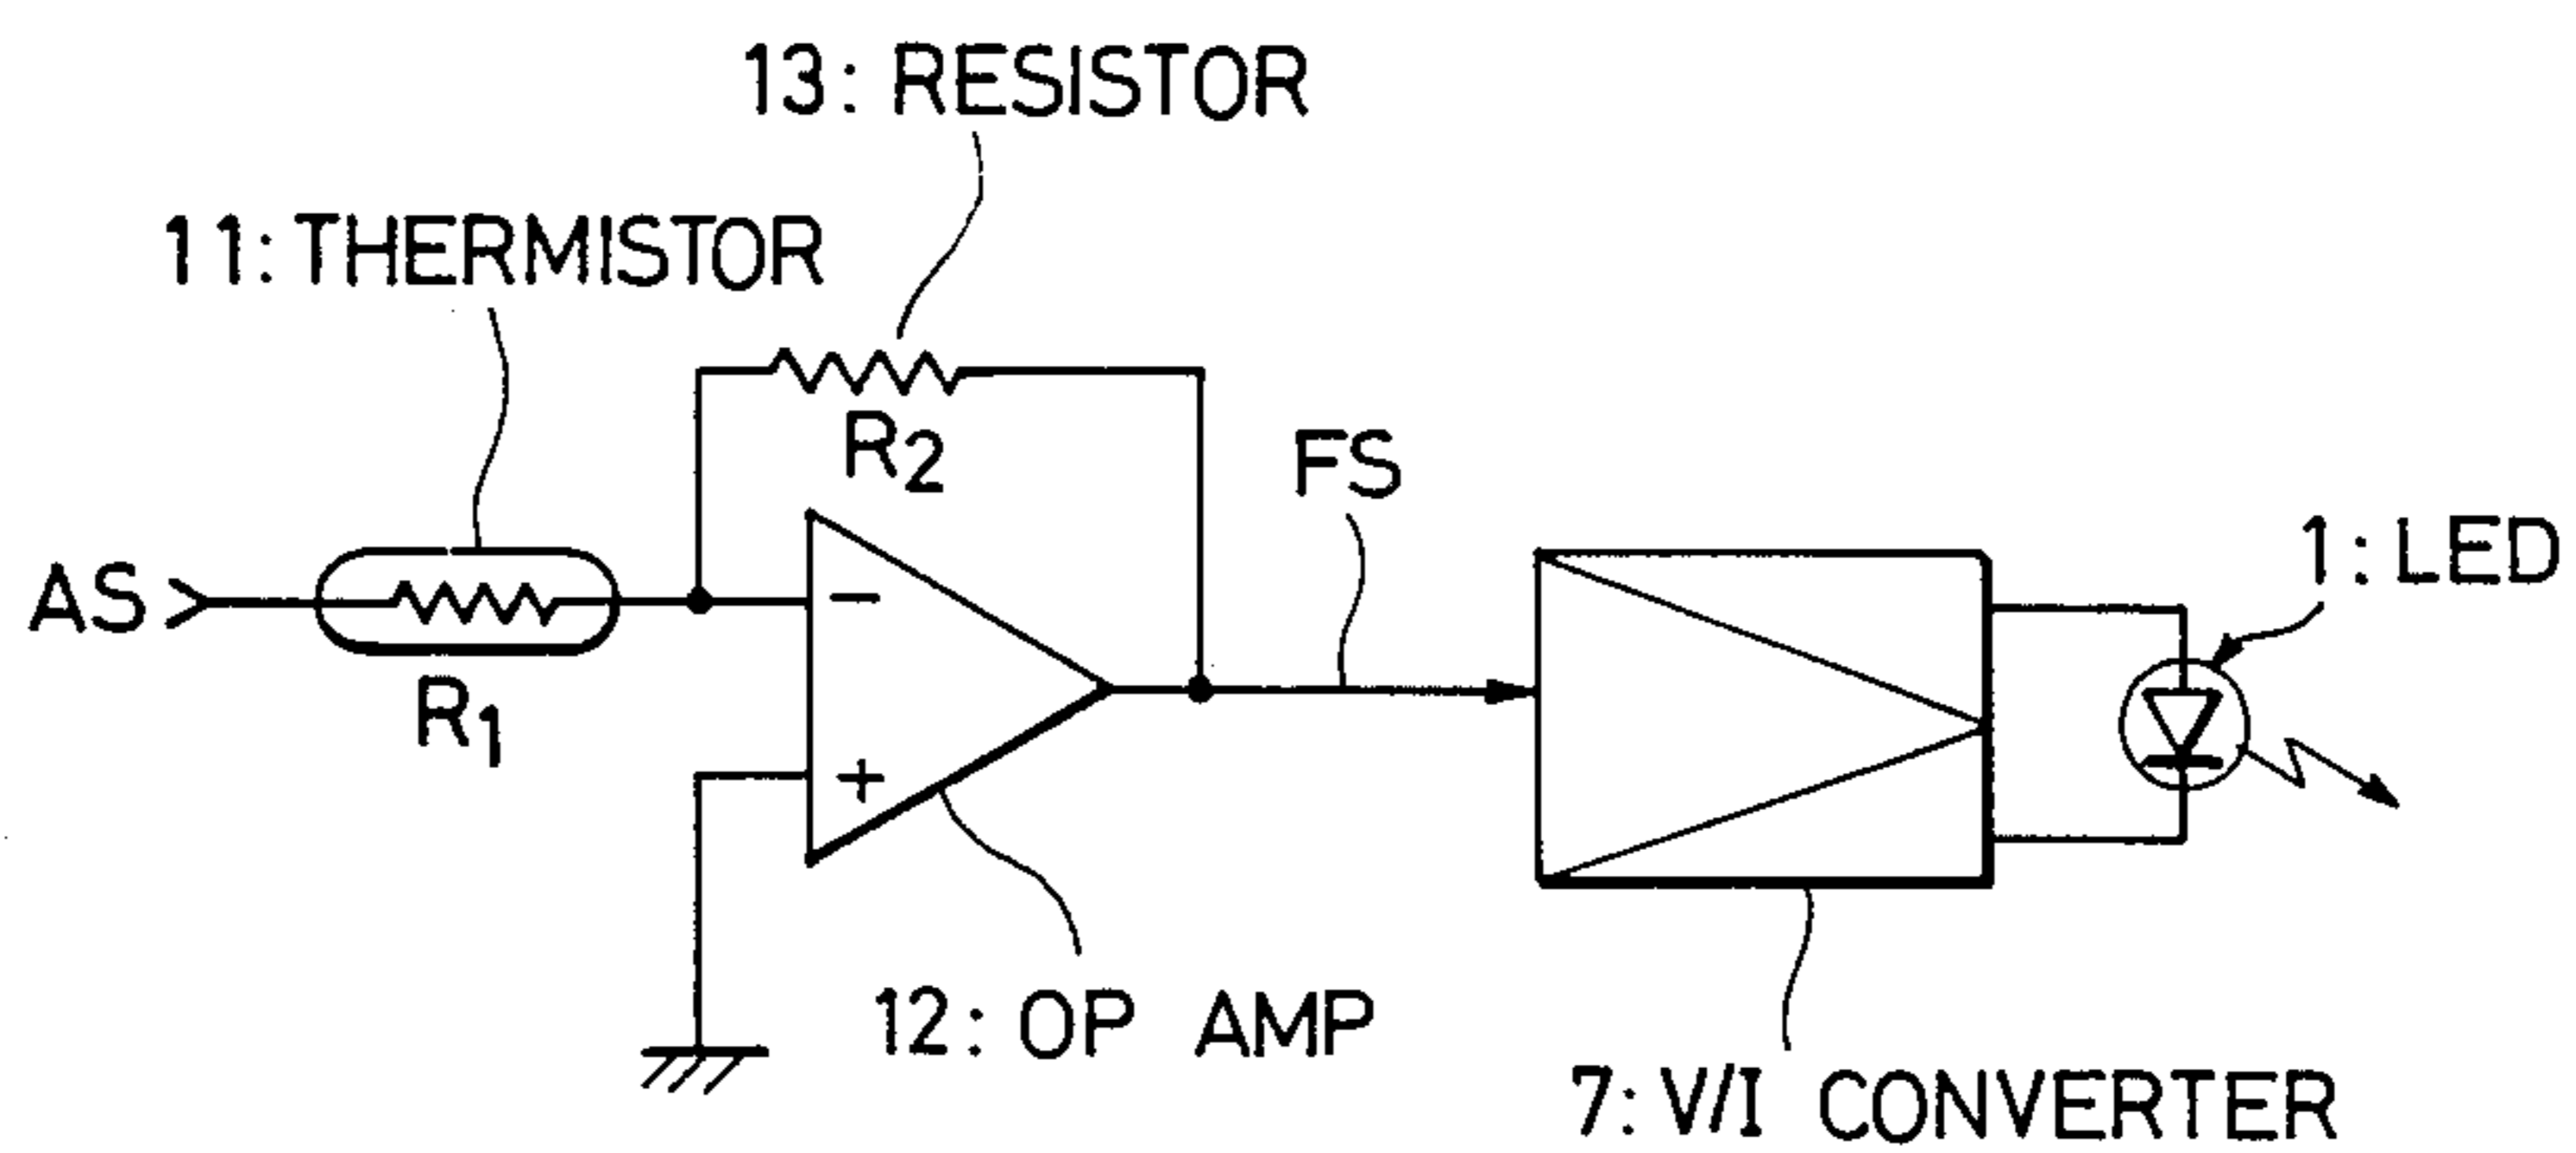 13: RESISTOR
11: THERMISTOR
R2
FS
1: LED
AS
R1
−
+
12: OP AMP
7: V/I CONVERTER